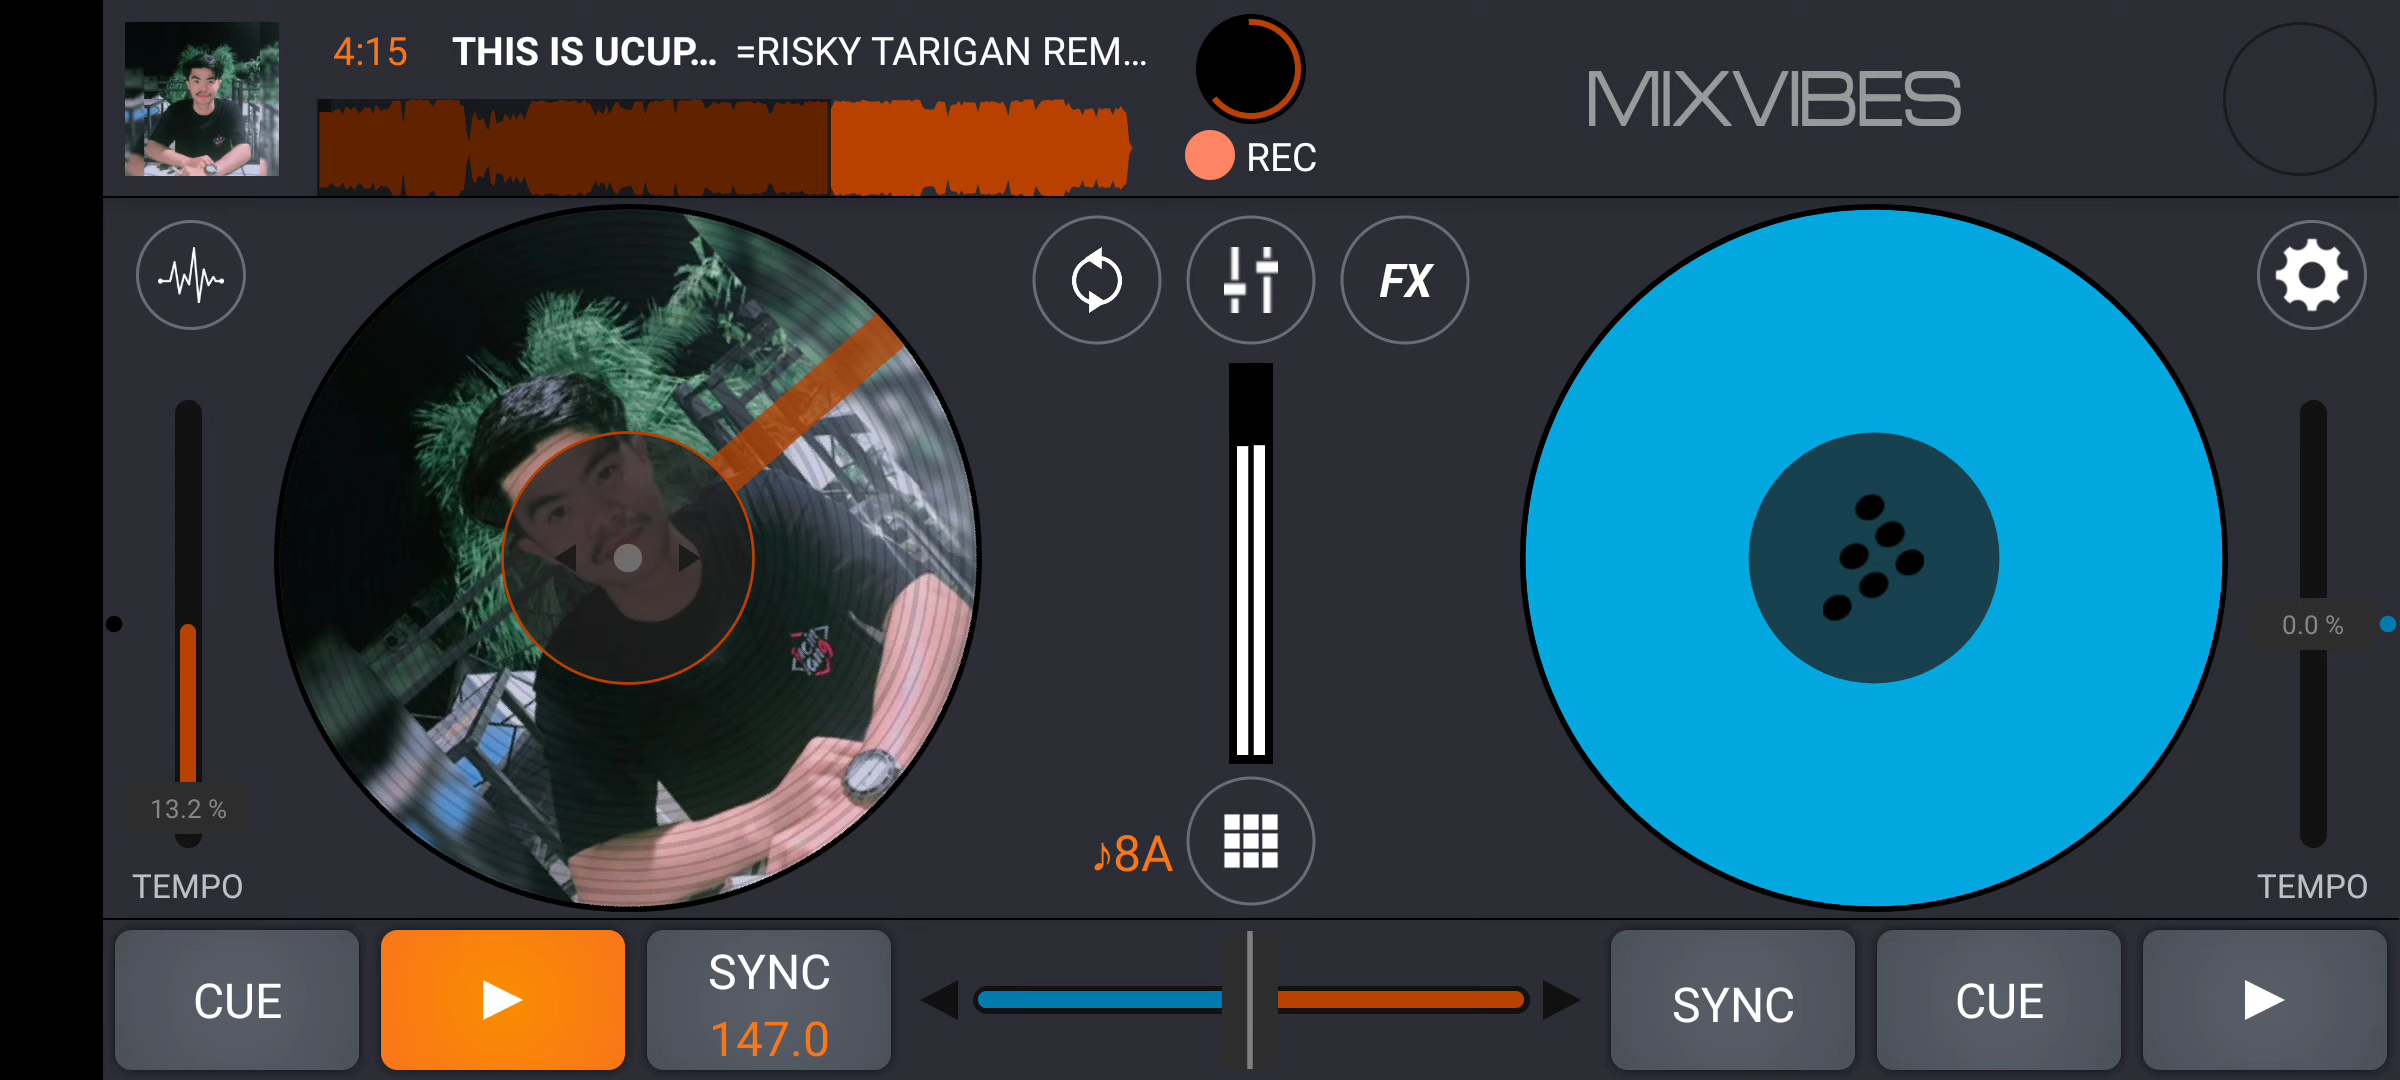 4:15 THIS IS UCUP... =RISKY TARIGAN REM...
REC
MIXVIBES
FX
13.2 %
0.0 %
TEMPO
♪8A
TEMPO
CUE
SYNC
147.0
SYNC
CUE